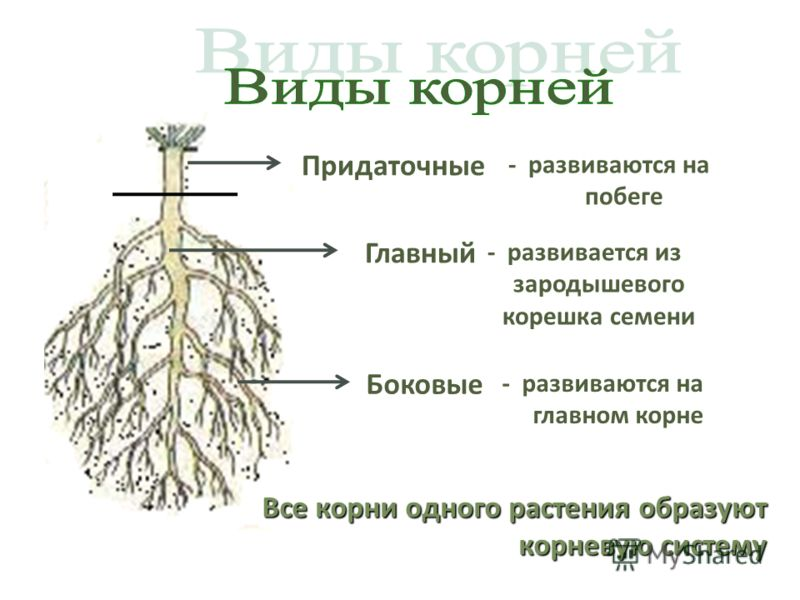 Виды корней
Виды корней
Придаточные - развиваются на
побеге
Главный - развивается из
зародышевого
корешка семени
Боковые - развиваются на
главном корне
Все корни одного растения образуют
корневую систему
MyShared